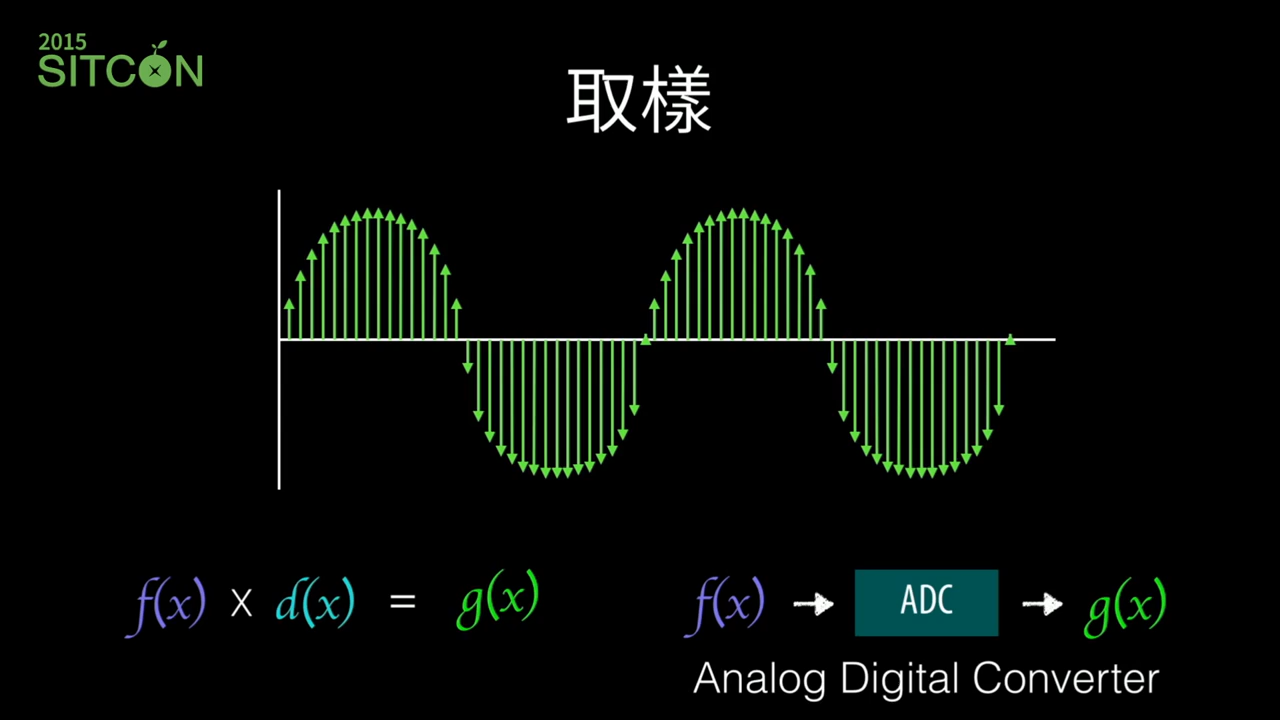 2015
SITCON
取樣
f(x) x d(x) = g(x)
f(x) → ADC → g(x)
Analog Digital Converter